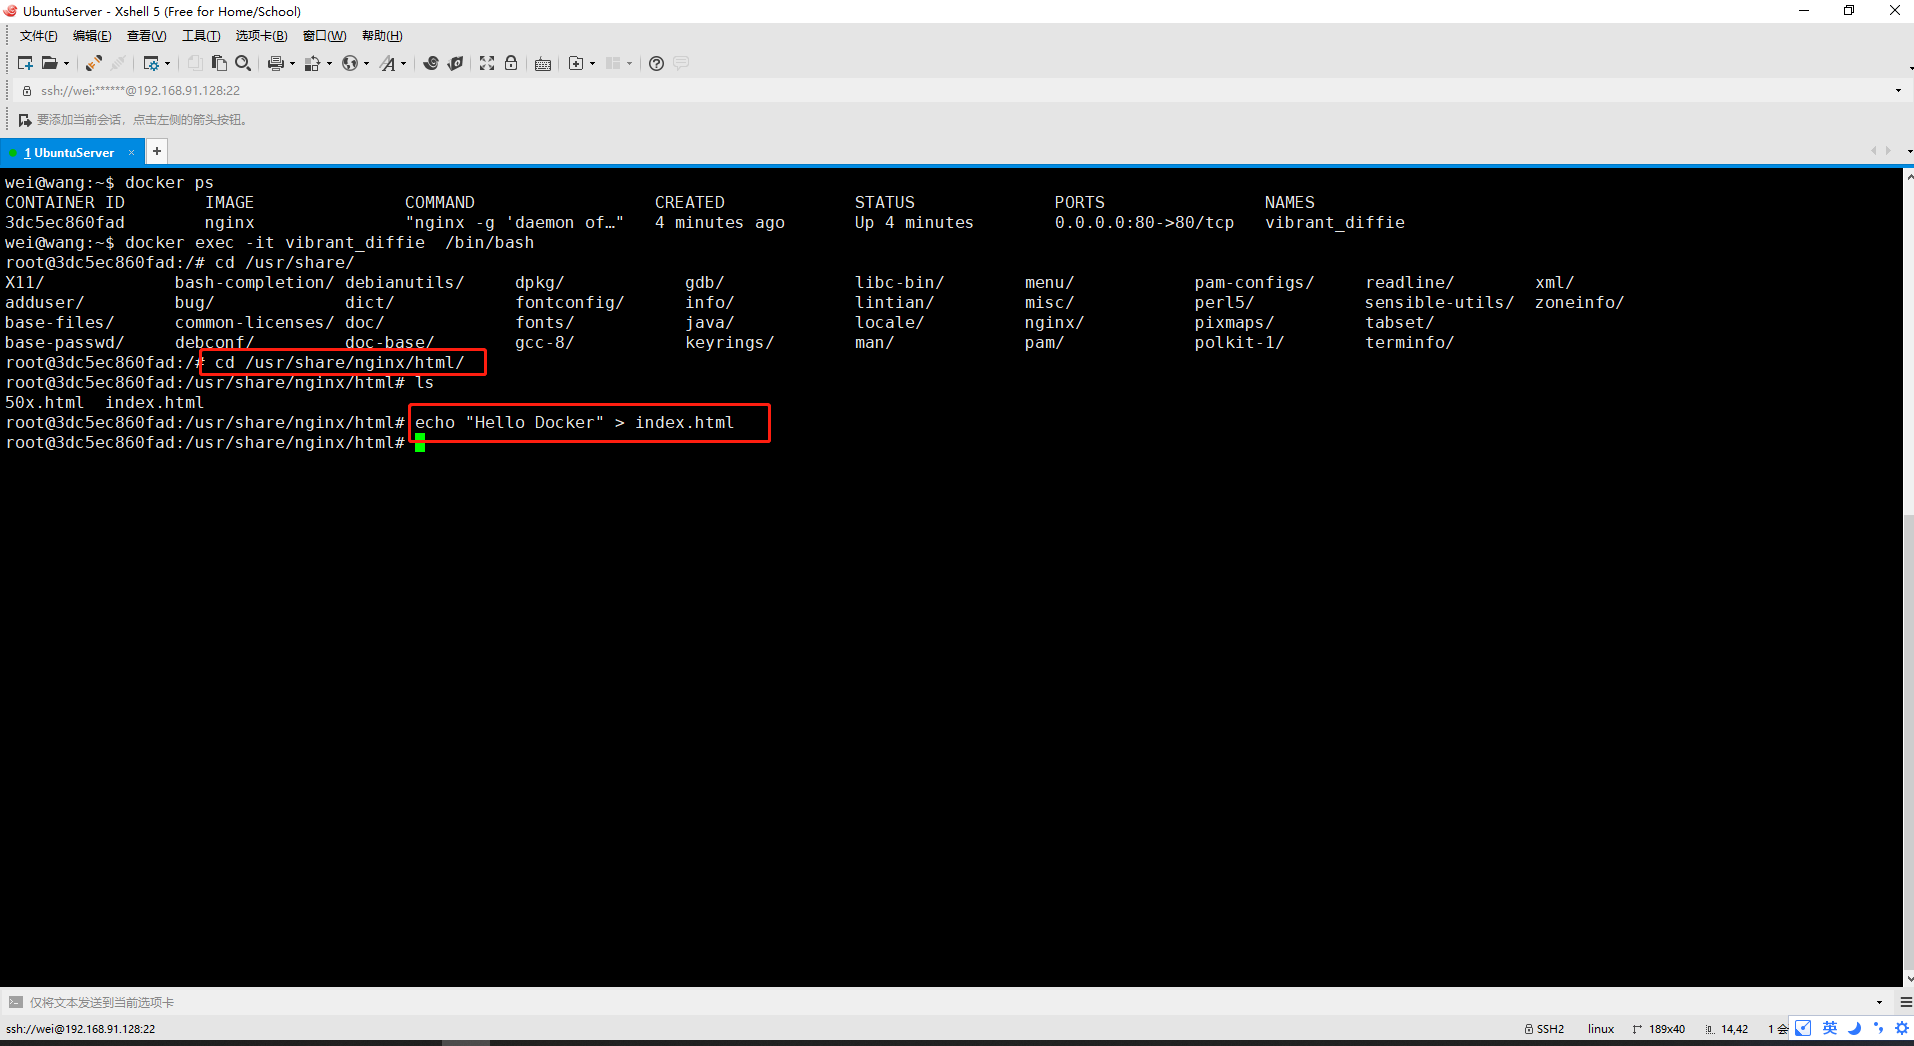 UbuntuServer - Xshell 5 (Free for Home/School)
文件(F) 编辑(E) 查看(V) 工具(T) 选项卡(B) 窗口(W) 帮助(H)
ssh://wei:******@192.168.91.128:22
要添加当前会话，点击左侧的箭头按钮。
1 UbuntuServer × +
wei@wang:~$ docker ps
CONTAINER ID IMAGE COMMAND CREATED STATUS PORTS NAMES
3dc5ec860fad nginx "nginx -g 'daemon of…" 4 minutes ago Up 4 minutes 0.0.0.0:80->80/tcp vibrant_diffie
wei@wang:~$ docker exec -it vibrant_diffie  /bin/bash
root@3dc5ec860fad:/# cd /usr/share/
X11/ bash-completion/ debianutils/ dpkg/ gdb/ libc-bin/ menu/ pam-configs/ readline/ xml/
adduser/ bug/ dict/ fontconfig/ info/ lintian/ misc/ perl5/ sensible-utils/ zoneinfo/
base-files/ common-licenses/ doc/ fonts/ java/ locale/ nginx/ pixmaps/ tabset/
base-passwd/ debconf/ doc-base/ gcc-8/ keyrings/ man/ pam/ polkit-1/ terminfo/
root@3dc5ec860fad:/# cd /usr/share/nginx/html/
root@3dc5ec860fad:/usr/share/nginx/html# ls
50x.html  index.html
root@3dc5ec860fad:/usr/share/nginx/html# echo "Hello Docker" > index.html
root@3dc5ec860fad:/usr/share/nginx/html#
仅将文本发送到当前选项卡
ssh://wei@192.168.91.128:22 SSH2 linux 189x40 14,42 1 会 英